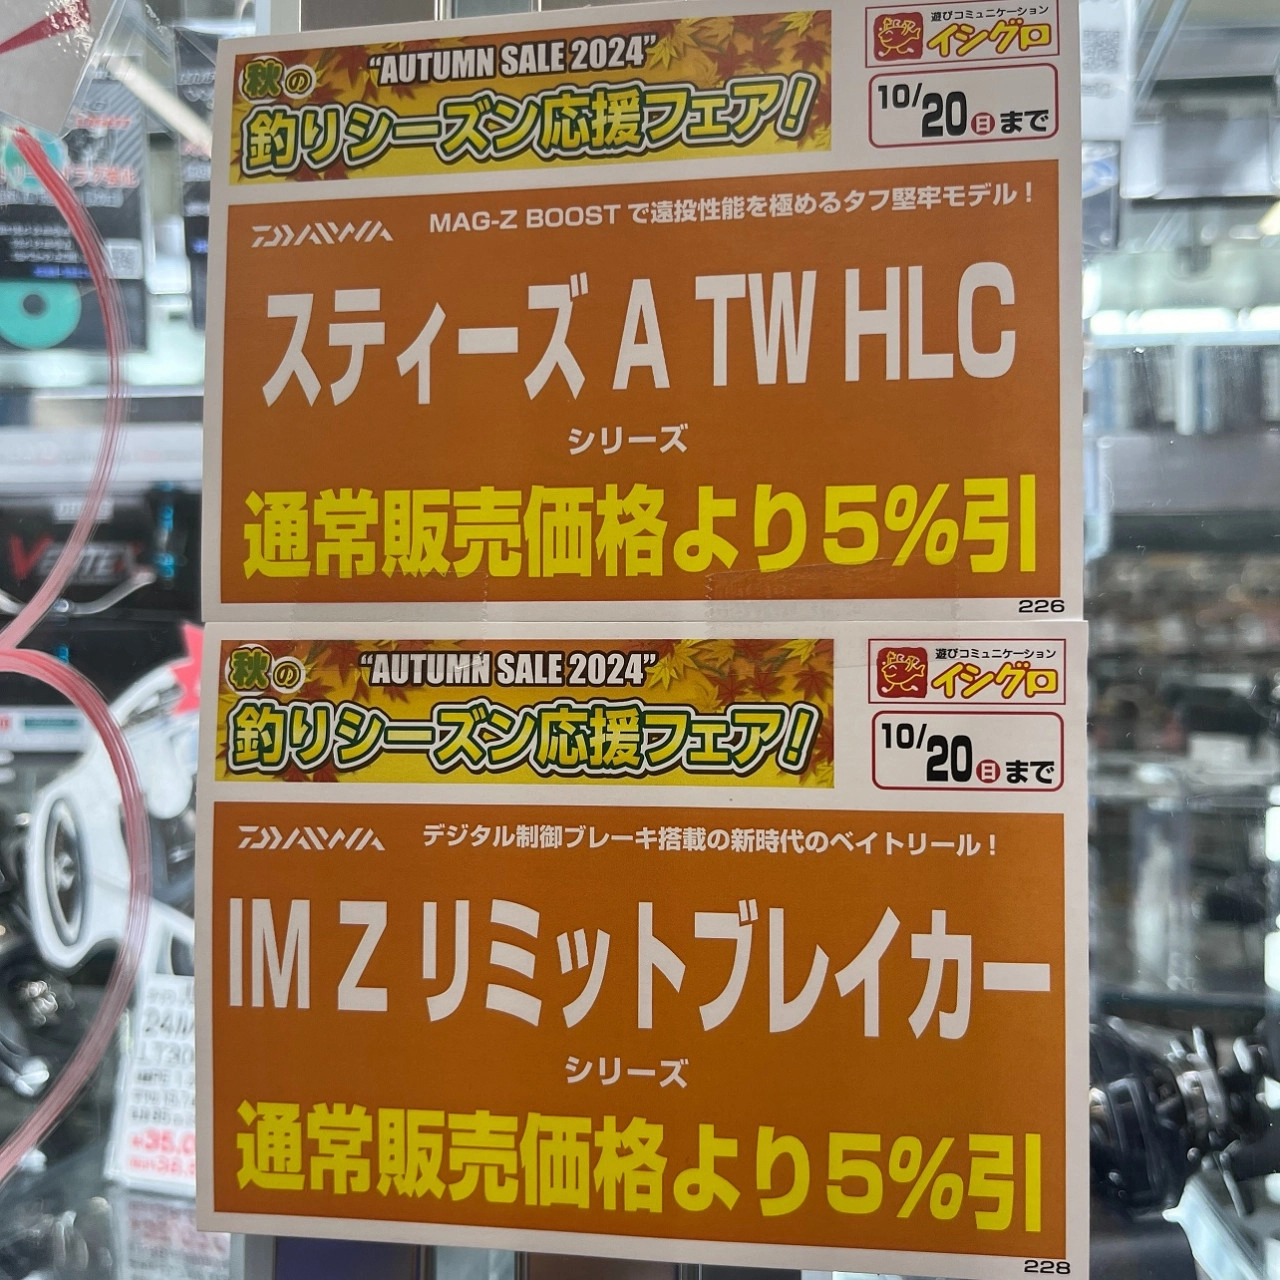 秋の
“AUTUMN SALE 2024”
釣りシーズン応援フェア!
遊びコミュニケーション
イシグロ
10/20㊐まで
DAIWA
MAG-Z BOOSTで遠投性能を極めるタフ堅牢モデル!
スティーズ A TW HLC
シリーズ
通常販売価格より5%引
226
秋の
“AUTUMN SALE 2024”
釣りシーズン応援フェア!
遊びコミュニケーション
イシグロ
10/20㊐まで
DAIWA
デジタル制御ブレーキ搭載の新時代のベイトリール!
IM Z リミットブレイカー
シリーズ
通常販売価格より5%引
228